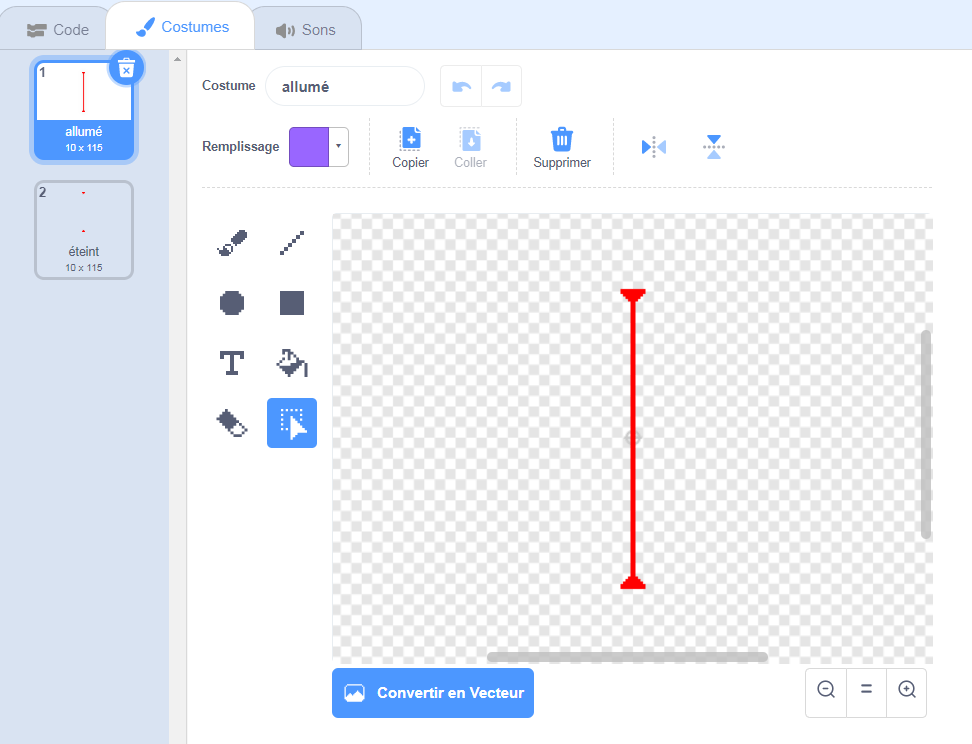 Code
Costumes
Sons
1
allumé
10 x 115
2
éteint
10 x 115
Costume
allumé
Remplissage
Copier
Coller
Supprimer
Convertir en Vecteur